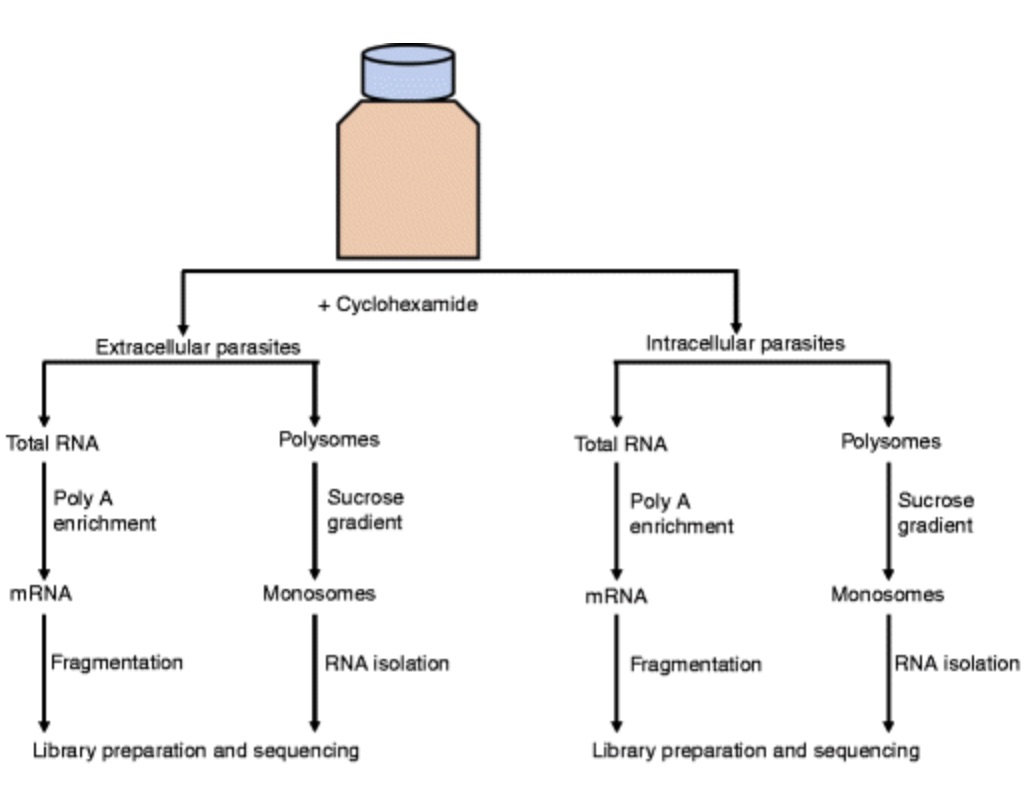 + Cyclohexamide
Extracellular parasites
Intracellular parasites
Total RNA
Polysomes
Total RNA
Polysomes
Poly A
enrichment
Sucrose
gradient
Poly A
enrichment
Sucrose
gradient
mRNA
Monosomes
mRNA
Monosomes
Fragmentation
RNA isolation
Fragmentation
RNA isolation
Library preparation and sequencing
Library preparation and sequencing